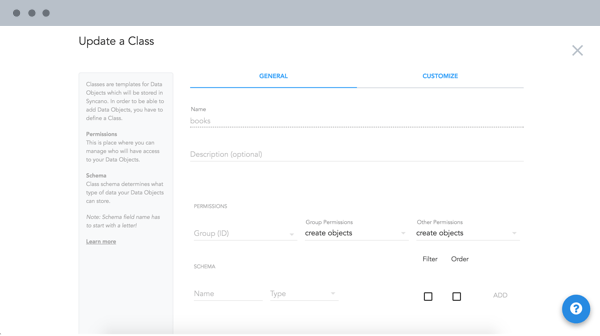 Update a Class
Classes are templates for Data
Objects which will be stored in
Syncano. In order to be able to
add Data Objects, you have to
define a Class.
Permissions
This is place where you can
manage who will have access
to your Data Objects.
Schema
Class schema determines what
type of data your Data Objects
can store.
Note: Schema field name has
to start with a letter!
Learn more
GENERAL
CUSTOMIZE
Name
books
Description (optional)
PERMISSIONS
Group (ID)
Group Permissions
create objects
Other Permissions
create objects
Filter
Order
SCHEMA
Name
Type
ADD
?